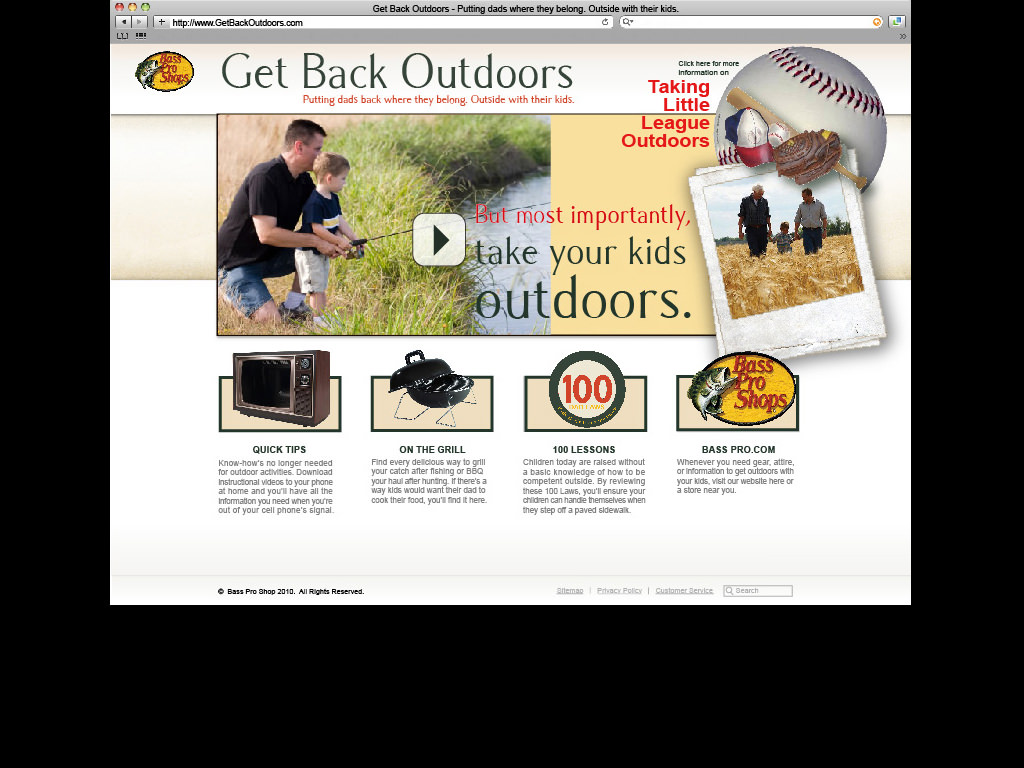 Get Back Outdoors - Putting dads where they belong. Outside with their kids.
http://www.GetBackOutdoors.com
Bass
Pro
Shops
Get Back Outdoors
Putting dads back where they belong. Outside with their kids.
Click here for more
information on
Taking
Little
League
Outdoors
But most importantly,
take your kids
outdoors.
100
Bass
Pro
Shops
QUICK TIPS
Know-how's no longer needed
for outdoor activities. Download
instructional videos to your phone
at home and you'll have all the
information you need when you're
out of your cell phone's signal.
ON THE GRILL
Find every delicious way to grill
your catch after fishing or BBQ
your haul after hunting. If there's a
way kids would want their dad to
cook their food, you'll find it here.
100 LESSONS
Children today are raised without
a basic knowledge of how to be
competent outside. By reviewing
these 100 Laws, you'll ensure your
children can handle themselves when
they step off a paved sidewalk.
BASS PRO.COM
Whenever you need gear, attire,
or information to get outdoors with
your kids, visit our website here or
a store near you.
© Bass Pro Shop 2010. All Rights Reserved.
Sitemap | Privacy Policy | Customer Service
Search